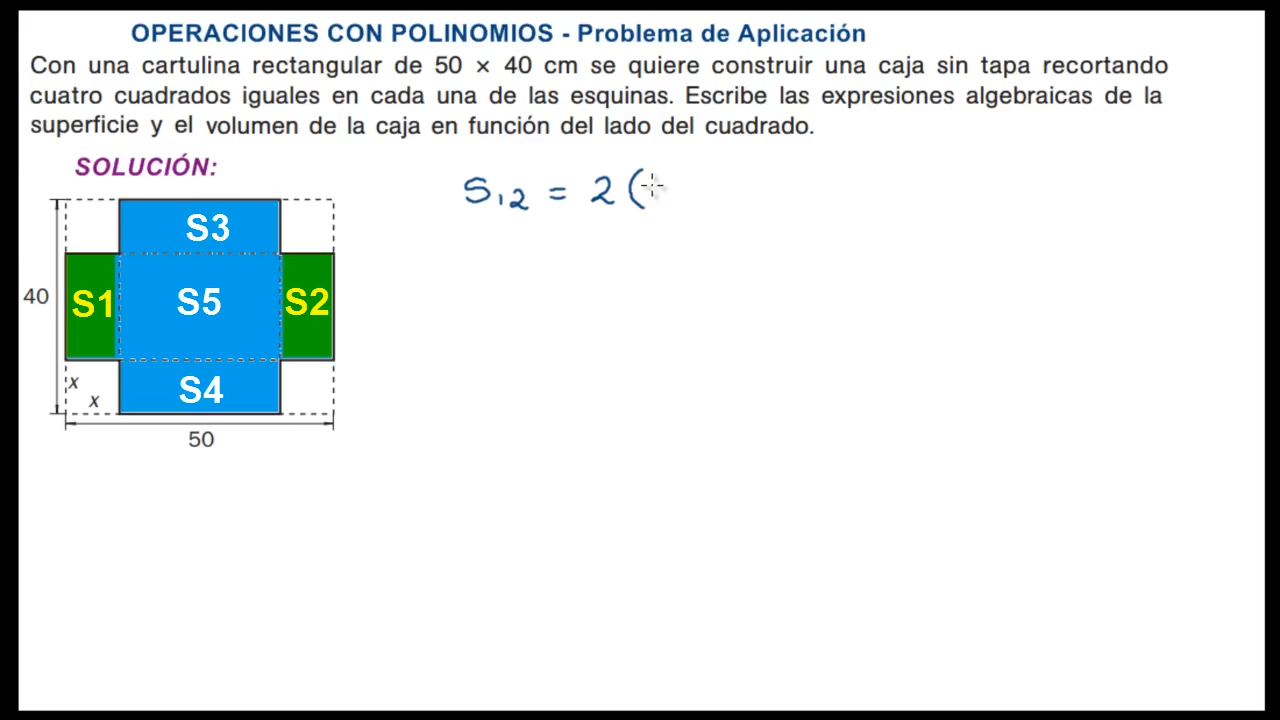 OPERACIONES CON POLINOMIOS - Problema de Aplicación
Con una cartulina rectangular de 50 × 40 cm se quiere construir una caja sin tapa recortando
cuatro cuadrados iguales en cada una de las esquinas. Escribe las expresiones algebraicas de la
superficie y el volumen de la caja en función del lado del cuadrado.
SOLUCIÓN:
S₁₂ = 2 (
S3
40
S1
S5
S2
x
x
S4
50